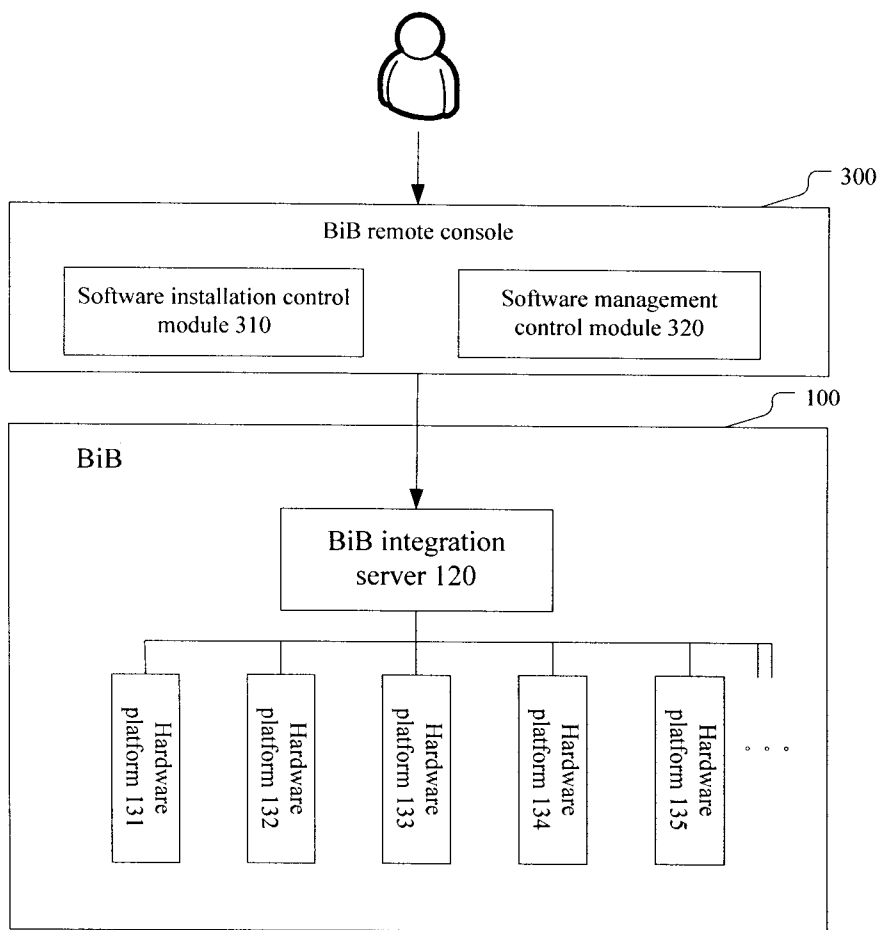 300
BiB remote console
Software installation control
module 310
Software management
control module 320
100
BiB
BiB integration
server 120
Hardware
platform 131
Hardware
platform 132
Hardware
platform 133
Hardware
platform 134
Hardware
platform 135